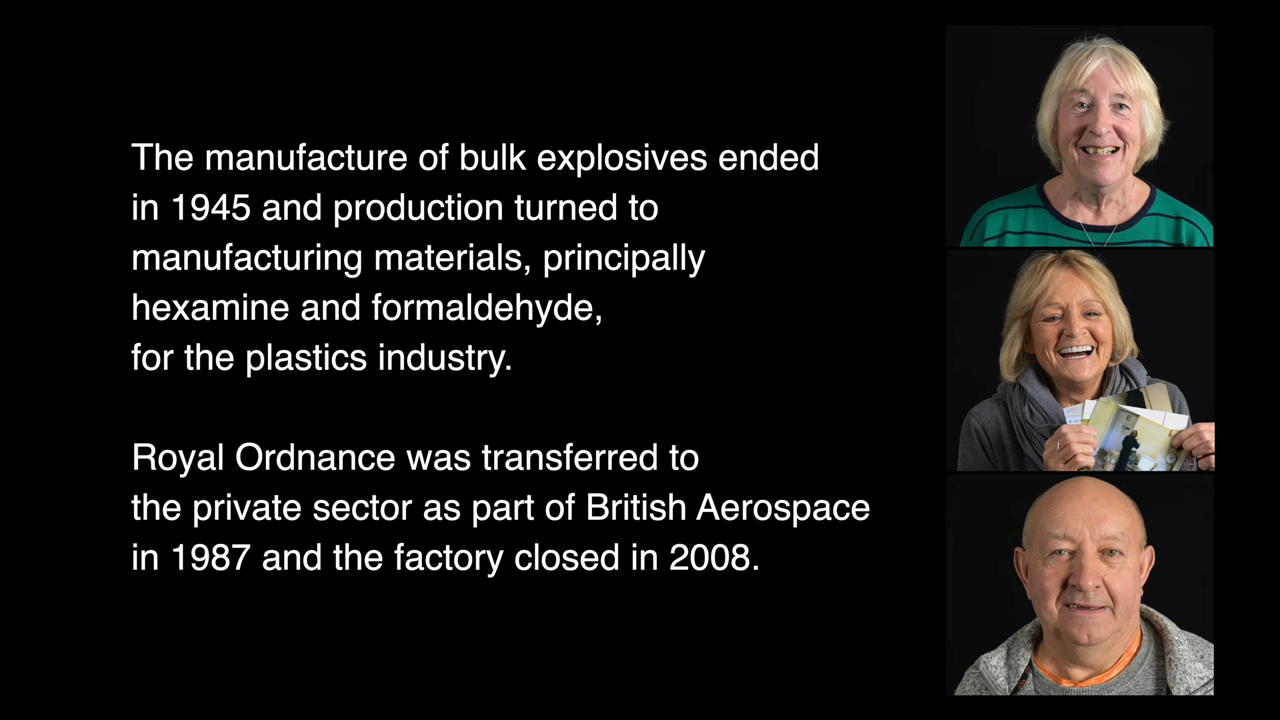 The manufacture of bulk explosives ended
in 1945 and production turned to
manufacturing materials, principally
hexamine and formaldehyde,
for the plastics industry.
Royal Ordnance was transferred to
the private sector as part of British Aerospace
in 1987 and the factory closed in 2008.